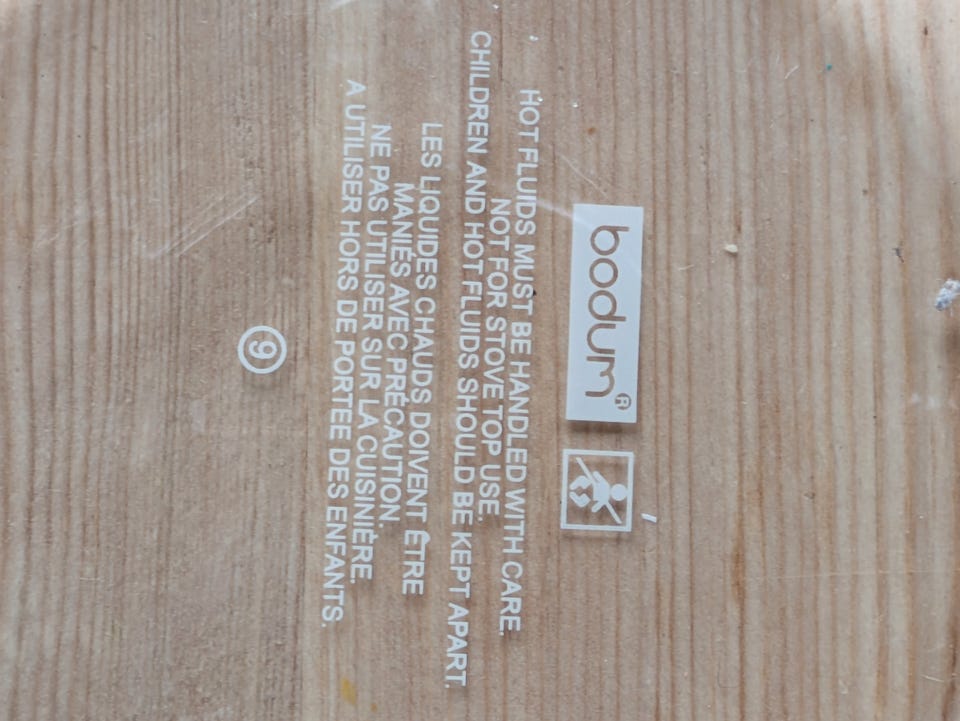 bodum®
HOT FLUIDS MUST BE HANDLED WITH CARE.
NOT FOR STOVE TOP USE.
CHILDREN AND HOT FLUIDS SHOULD BE KEPT APART.
LES LIQUIDES CHAUDS DOIVENT ÊTRE
MANIÉS AVEC PRÉCAUTION.
NE PAS UTILISER SUR LA CUISINIÈRE.
A UTILISER HORS DE PORTEE DES ENFANTS.
9